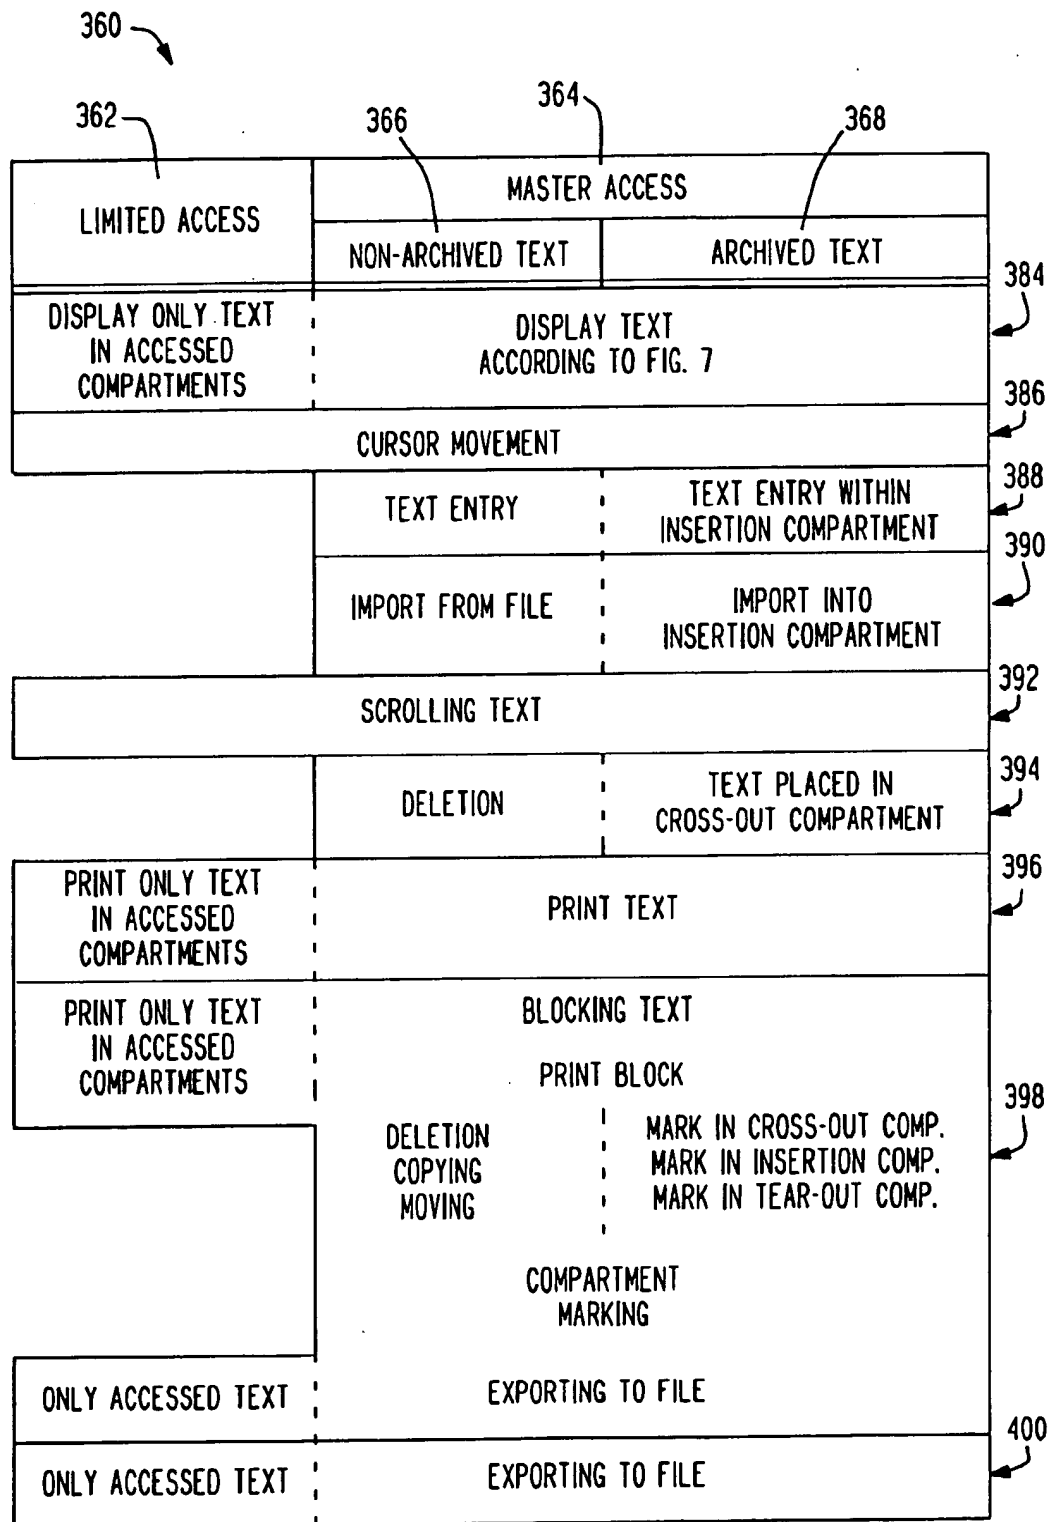 360
362
366
364
368
LIMITED ACCESS
MASTER ACCESS
NON-ARCHIVED TEXT
ARCHIVED TEXT
384
DISPLAY ONLY TEXT
IN ACCESSED
COMPARTMENTS
DISPLAY TEXT
ACCORDING TO FIG. 7
386
CURSOR MOVEMENT
388
TEXT ENTRY
TEXT ENTRY WITHIN
INSERTION COMPARTMENT
390
IMPORT FROM FILE
IMPORT INTO
INSERTION COMPARTMENT
392
SCROLLING TEXT
394
DELETION
TEXT PLACED IN
CROSS-OUT COMPARTMENT
396
PRINT ONLY TEXT
IN ACCESSED
COMPARTMENTS
PRINT TEXT
PRINT ONLY TEXT
IN ACCESSED
COMPARTMENTS
BLOCKING TEXT
PRINT BLOCK
398
DELETION
COPYING
MOVING
MARK IN CROSS-OUT COMP.
MARK IN INSERTION COMP.
MARK IN TEAR-OUT COMP.
COMPARTMENT
MARKING
ONLY ACCESSED TEXT
EXPORTING TO FILE
400
ONLY ACCESSED TEXT
EXPORTING TO FILE